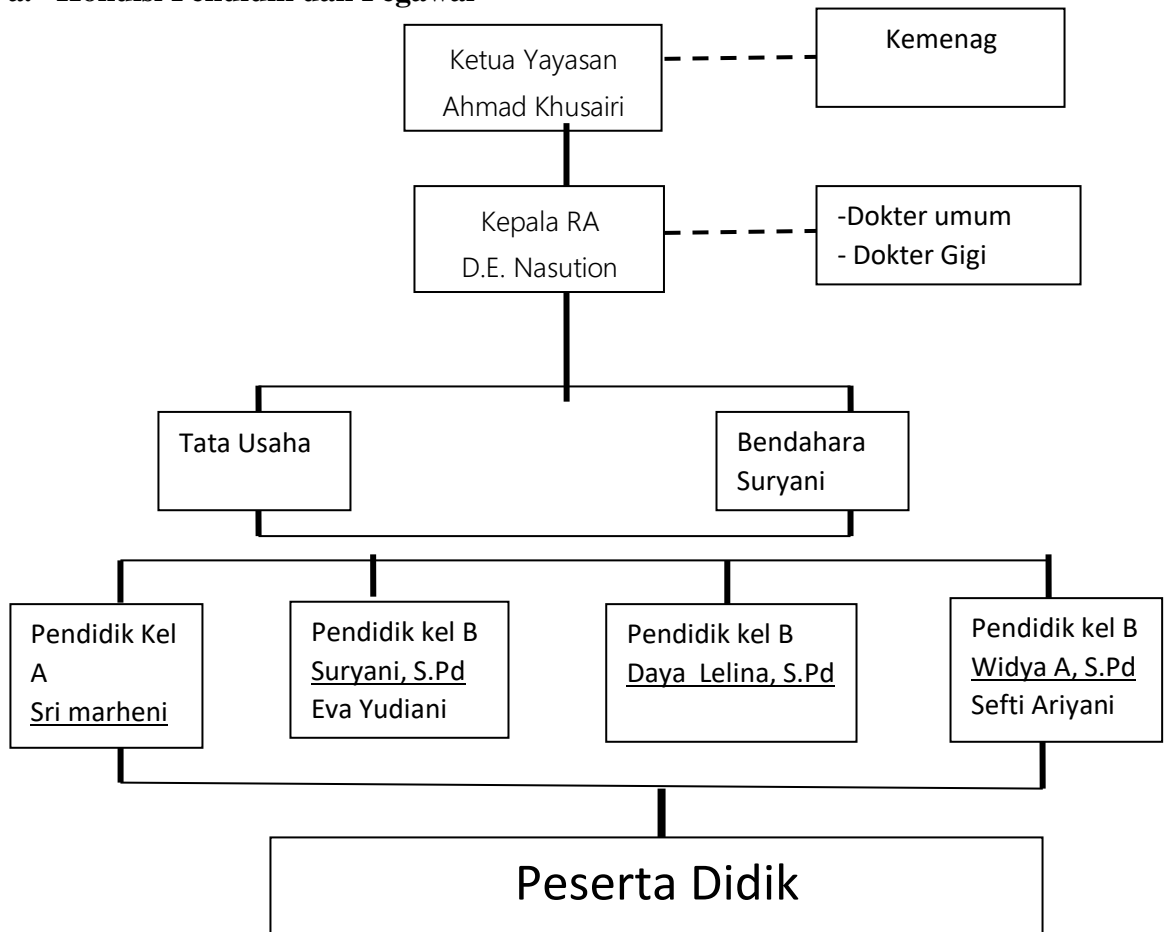 Ketua Yayasan
Ahmad Khusairi
Kemenag
Kepala RA
D.E. Nasution
-Dokter umum
- Dokter Gigi
Tata Usaha
Bendahara
Suryani
Pendidik Kel
A
Sri marheni
Pendidik kel B
Suryani, S.Pd
Eva Yudiani
Pendidik kel B
Daya Lelina, S.Pd
Pendidik kel B
Widya A, S.Pd
Sefti Ariyani
Peserta Didik